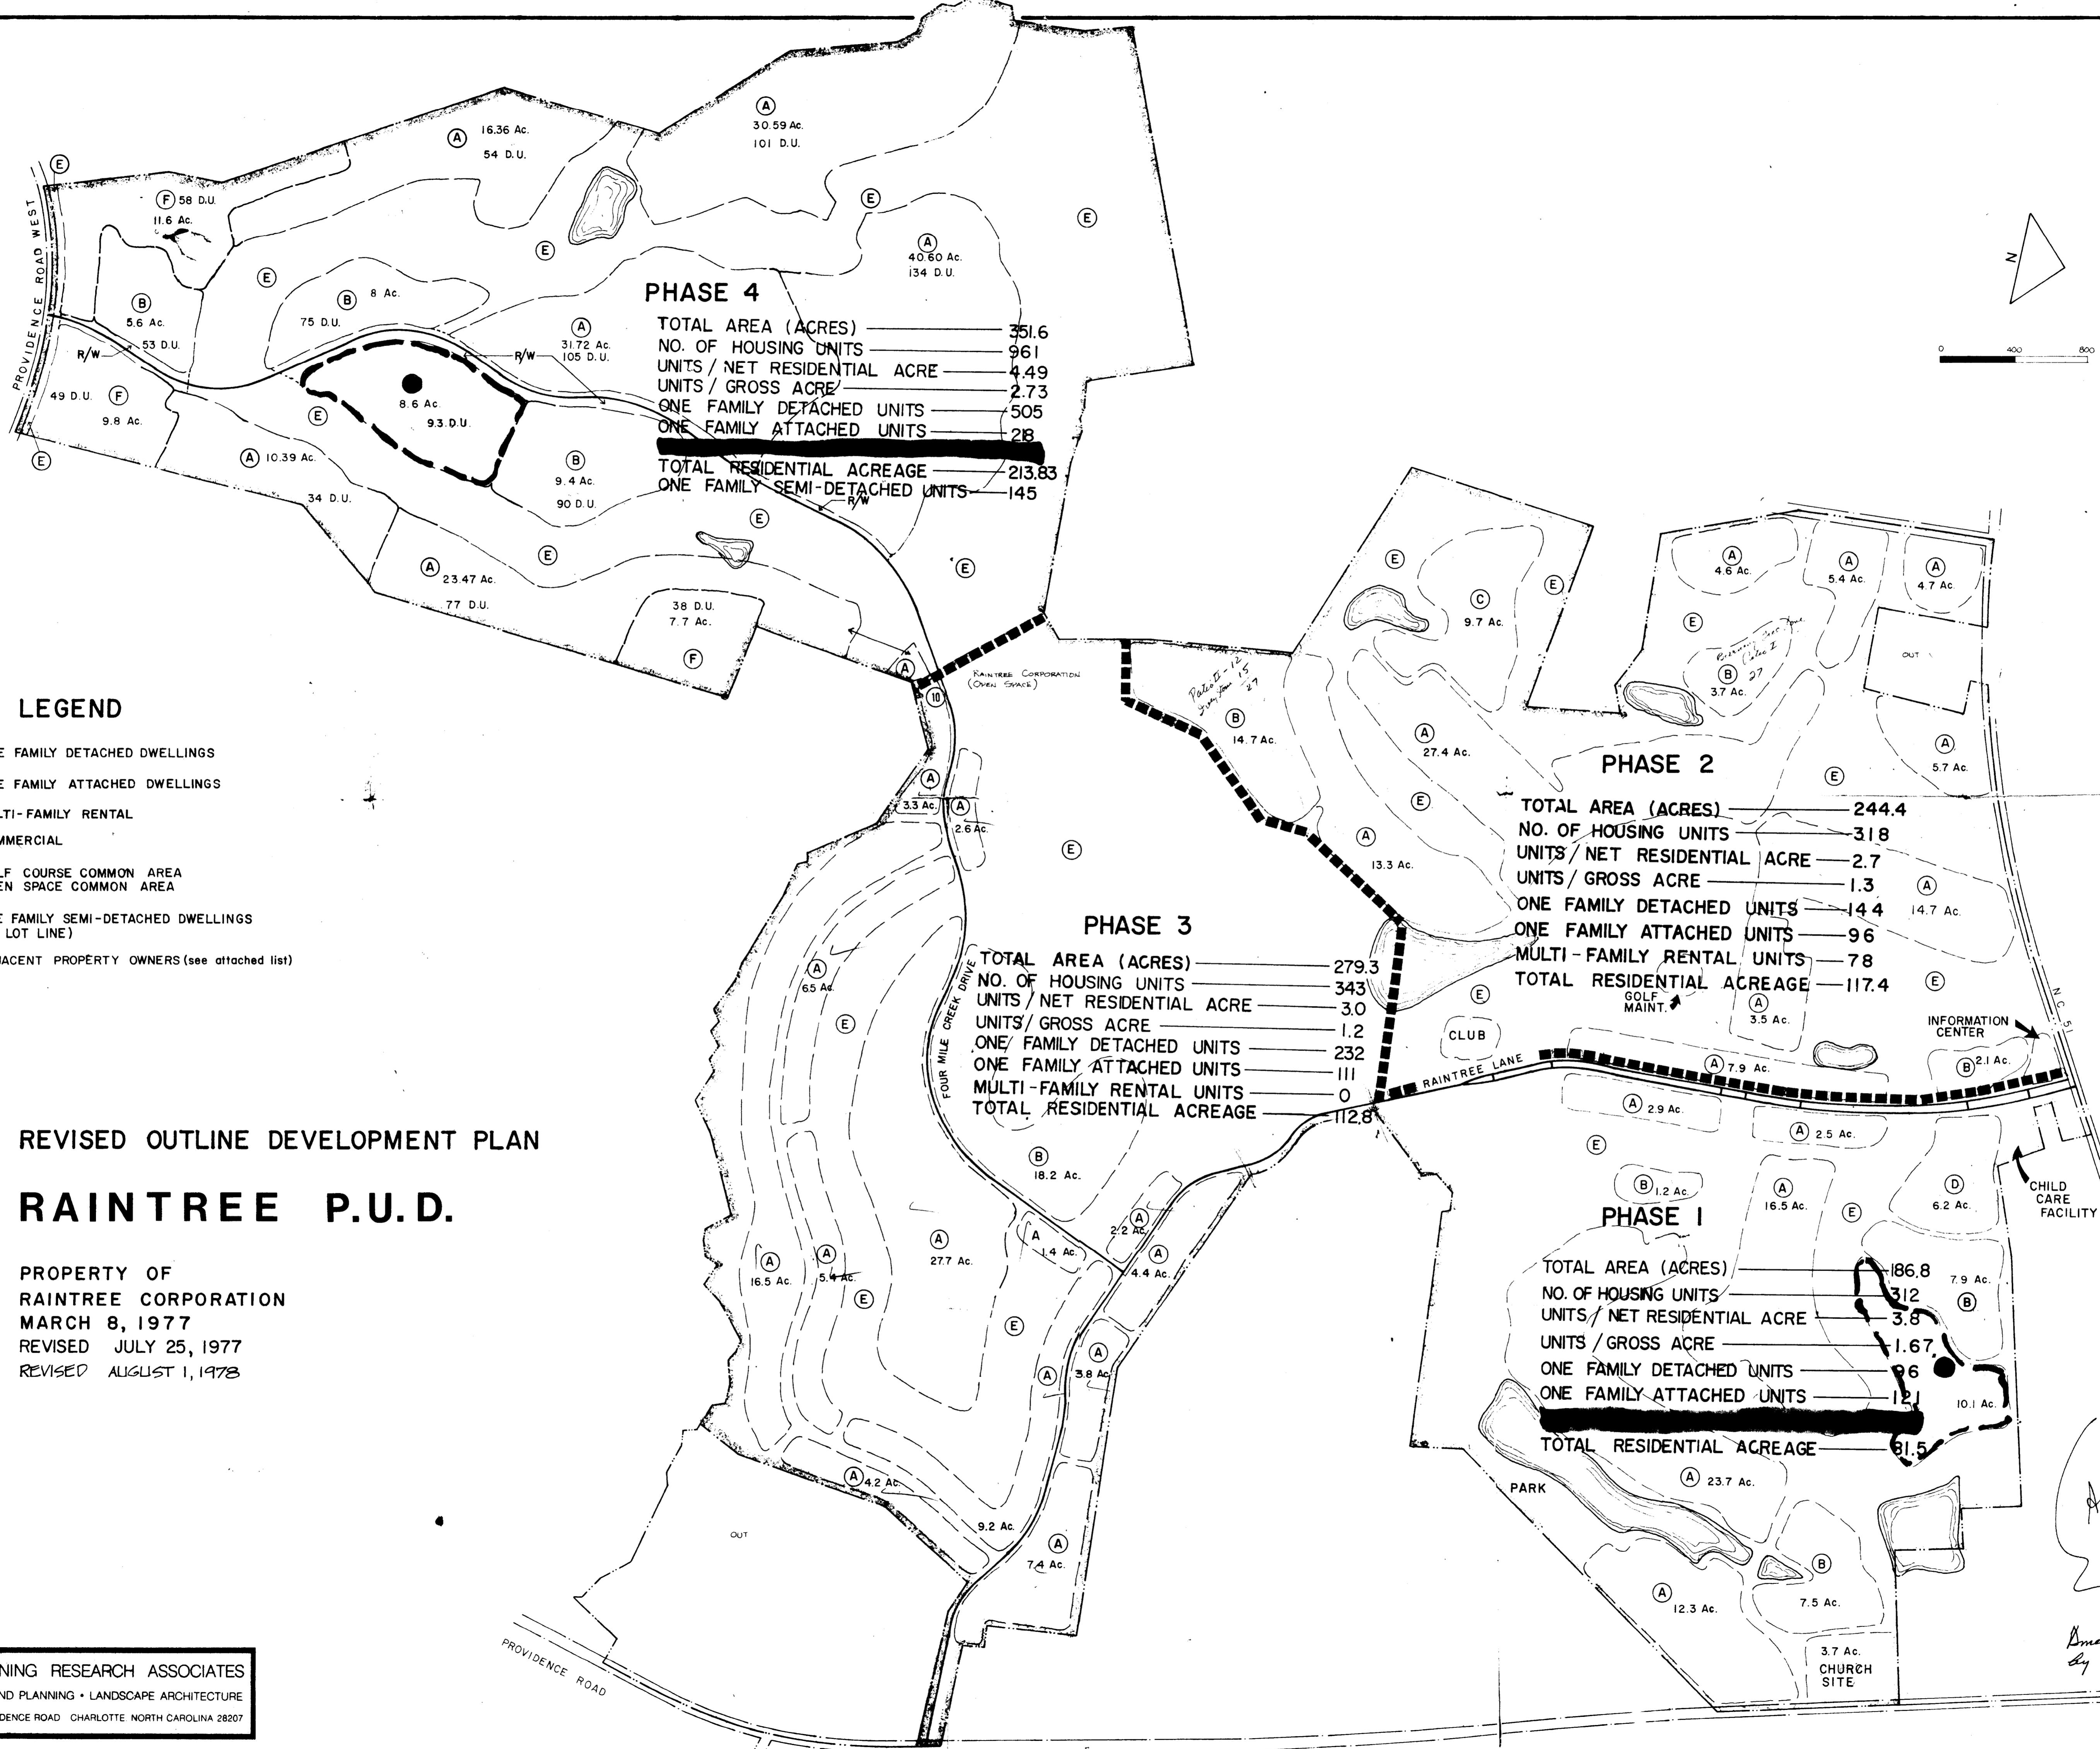 PROVIDENCE ROAD WEST
E
A 16.36 Ac.
54 D.U.
A
30.59 Ac.
101 D.U.
F 58 D.U.
11.6 Ac.
E
E
E
E
A
40.60 Ac.
134 D.U.
B
5.6 Ac.
53 D.U.
R/W
B 8 Ac.
75 D.U.
A
31.72 Ac.
105 D.U.
R/W
49 D.U. F
9.8 Ac.
E
E
8.6 Ac.
93 D.U.
A 10.39 Ac.
34 D.U.
B
9.4 Ac.
90 D.U.
E
E
R/W
E
A
23.47 Ac.
77 D.U.
38 D.U.
7.7 Ac.
F
A
10
PHASE 4
TOTAL AREA (ACRES) 351.6
NO. OF HOUSING UNITS 961
UNITS / NET RESIDENTIAL ACRE 4.49
UNITS / GROSS ACRE 2.73
ONE FAMILY DETACHED UNITS 505
ONE FAMILY ATTACHED UNITS 218
TOTAL RESIDENTIAL ACREAGE 213.83
ONE FAMILY SEMI-DETACHED UNITS 145
N
0 400 800
RAINTREE CORPORATION
(OPEN SPACE)
Patio II - 12
15
27
B
14.7 Ac.
E
C
9.7 Ac.
E
A
4.6 Ac.
A
5.4 Ac.
A
4.7 Ac.
E
B 27
3.7 Ac.
OUT
A
27.4 Ac.
E
A
13.3 Ac.
A
5.7 Ac.
E
PHASE 2
TOTAL AREA (ACRES) 244.4
NO. OF HOUSING UNITS 318
UNITS / NET RESIDENTIAL ACRE 2.7
UNITS / GROSS ACRE 1.3
ONE FAMILY DETACHED UNITS 144
ONE FAMILY ATTACHED UNITS 96
MULTI-FAMILY RENTAL UNITS 78
TOTAL RESIDENTIAL ACREAGE 117.4
A
14.7 Ac.
E
E
GOLF
MAINT.
A
3.5 Ac.
CLUB
INFORMATION
CENTER
N C 51
RAINTREE LANE
A 7.9 Ac.
B 2.1 Ac.
LEGEND
E FAMILY DETACHED DWELLINGS
E FAMILY ATTACHED DWELLINGS
LTI-FAMILY RENTAL
MMERCIAL
LF COURSE COMMON AREA
EN SPACE COMMON AREA
E FAMILY SEMI-DETACHED DWELLINGS
LOT LINE)
JACENT PROPERTY OWNERS (see attached list)
A
3.3 Ac.
A
2.6 Ac.
E
A
6.5 Ac.
E
FOUR MILE CREEK DRIVE
PHASE 3
TOTAL AREA (ACRES) 279.3
NO. OF HOUSING UNITS 343
UNITS / NET RESIDENTIAL ACRE 3.0
UNITS / GROSS ACRE 1.2
ONE FAMILY DETACHED UNITS 232
ONE FAMILY ATTACHED UNITS 111
MULTI-FAMILY RENTAL UNITS 0
TOTAL RESIDENTIAL ACREAGE 112.8
B
18.2 Ac.
A
16.5 Ac.
A
5.4 Ac.
E
A
27.7 Ac.
A
1.4 Ac.
A
2.2 Ac.
A
4.4 Ac.
E
A
A
3.8 Ac.
A 4.2 Ac.
9.2 Ac.
A
7.4 Ac.
OUT
PROVIDENCE ROAD
A 2.9 Ac.
A 2.5 Ac.
E
B 1.2 Ac.
A
16.5 Ac.
E
D
6.2 Ac.
CHILD
CARE
FACILITY
PHASE 1
TOTAL AREA (ACRES) 186.8
NO. OF HOUSING UNITS 312
UNITS / NET RESIDENTIAL ACRE 3.8
UNITS / GROSS ACRE 1.67
ONE FAMILY DETACHED UNITS 96
ONE FAMILY ATTACHED UNITS 121
TOTAL RESIDENTIAL ACREAGE 81.5
7.9 Ac.
B
10.1 Ac.
PARK
A 23.7 Ac.
B
7.5 Ac.
A
12.3 Ac.
3.7 Ac.
CHURCH
SITE
By
REVISED OUTLINE DEVELOPMENT PLAN
RAINTREE P.U.D.
PROPERTY OF
RAINTREE CORPORATION
MARCH 8, 1977
REVISED JULY 25, 1977
REVISED AUGUST 1, 1978
NING RESEARCH ASSOCIATES
ND PLANNING • LANDSCAPE ARCHITECTURE
DENCE ROAD CHARLOTTE NORTH CAROLINA 28207